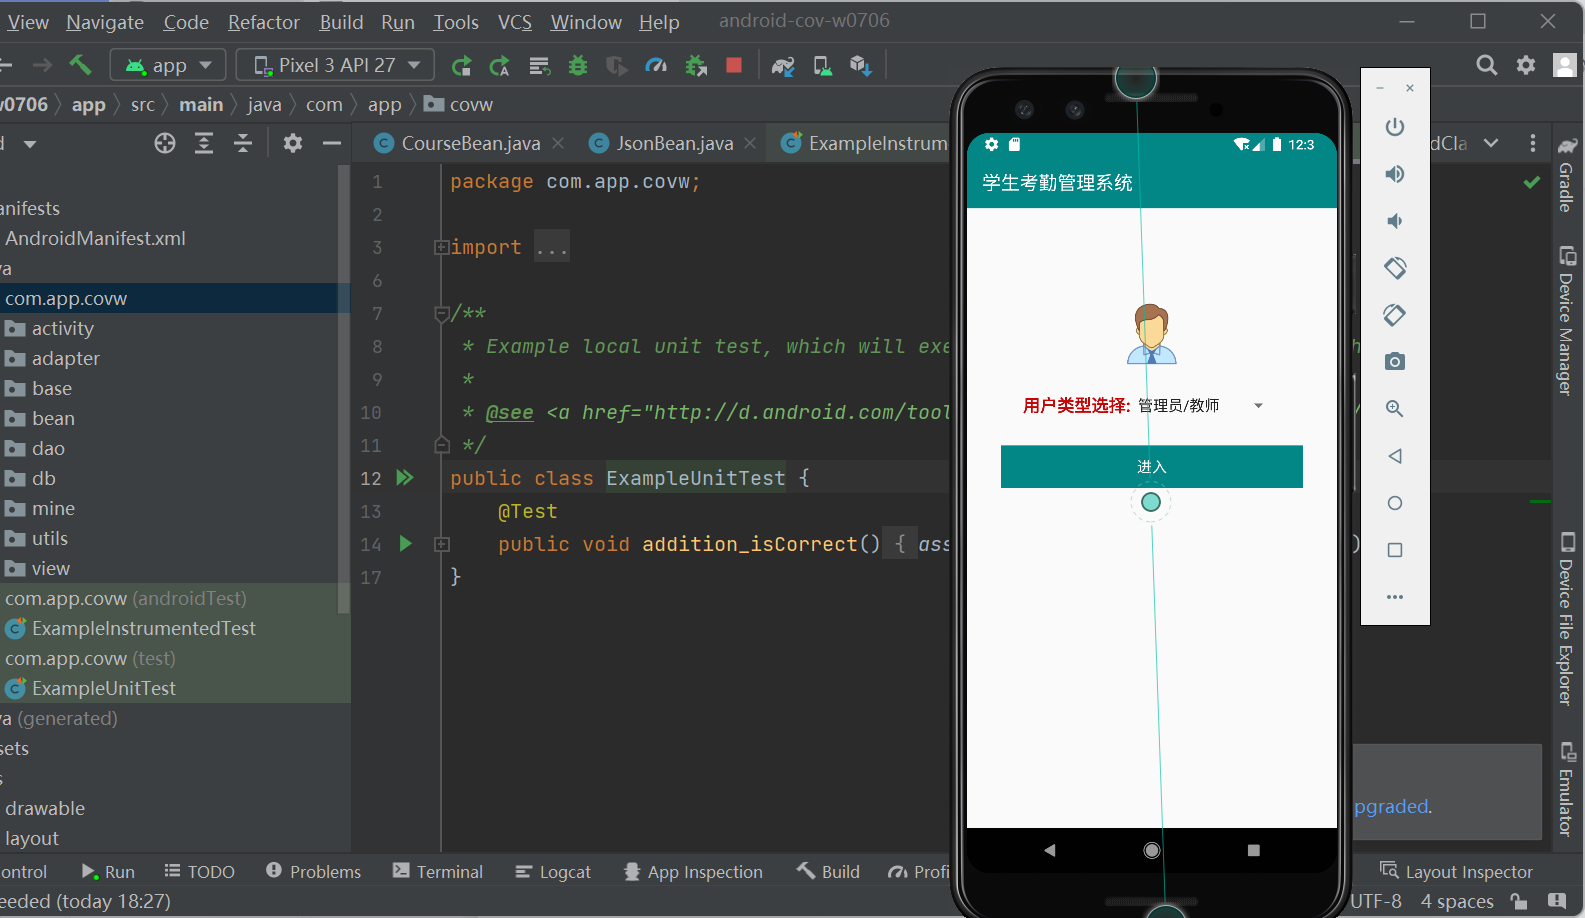 View Navigate Code Refactor Build Run Tools VCS Window Help android-cov-w0706
app Pixel 3 API 27
w0706 app src main java com app covw
CourseBean.java JsonBean.java ExampleInstrum dCla
anifests
AndroidManifest.xml
va
com.app.covw
activity
adapter
base
bean
dao
db
mine
utils
view
com.app.covw (androidTest)
ExampleInstrumentedTest
com.app.covw (test)
ExampleUnitTest
va (generated)
sets
s
drawable
layout
1 package com.app.covw;
2
3 import ...
6
7 /**
8 * Example local unit test, which will exe
9 *
10 * @see <a href="http://d.android.com/tool
11 */
12 public class ExampleUnitTest {
13 @Test
14 public void addition_isCorrect() { ass
17 }
12:3
学生考勤管理系统
用户类型选择: 管理员/教师
进入
Gradle
Device Manager
Device File Explorer
Emulator
pgraded.
ontrol Run TODO Problems Terminal Logcat App Inspection Build Profi Layout Inspector
eeded (today 18:27) UTF-8 4 spaces